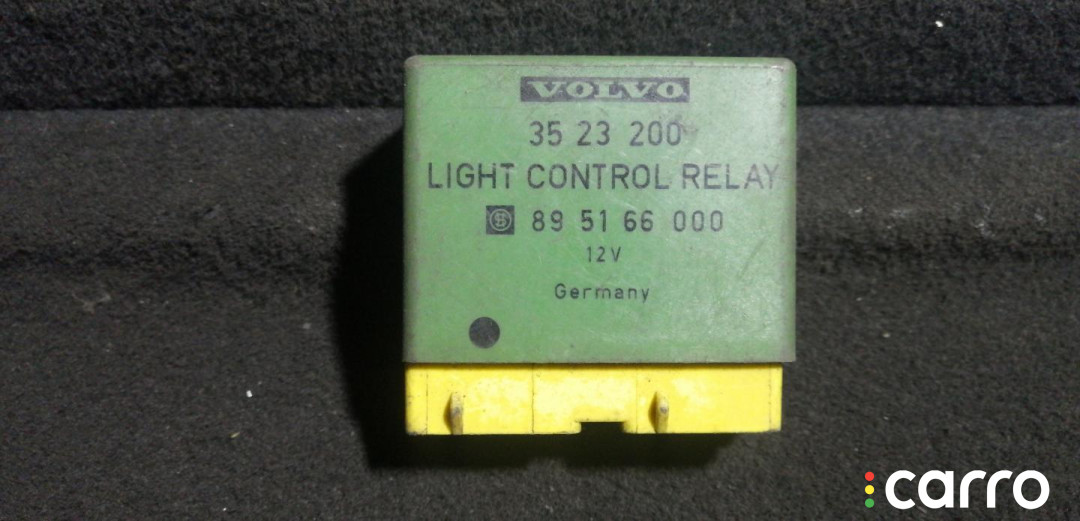 VOLVO
35 23 200
LIGHT CONTROL RELAY
89 51 66 000
12V
Germany
carro